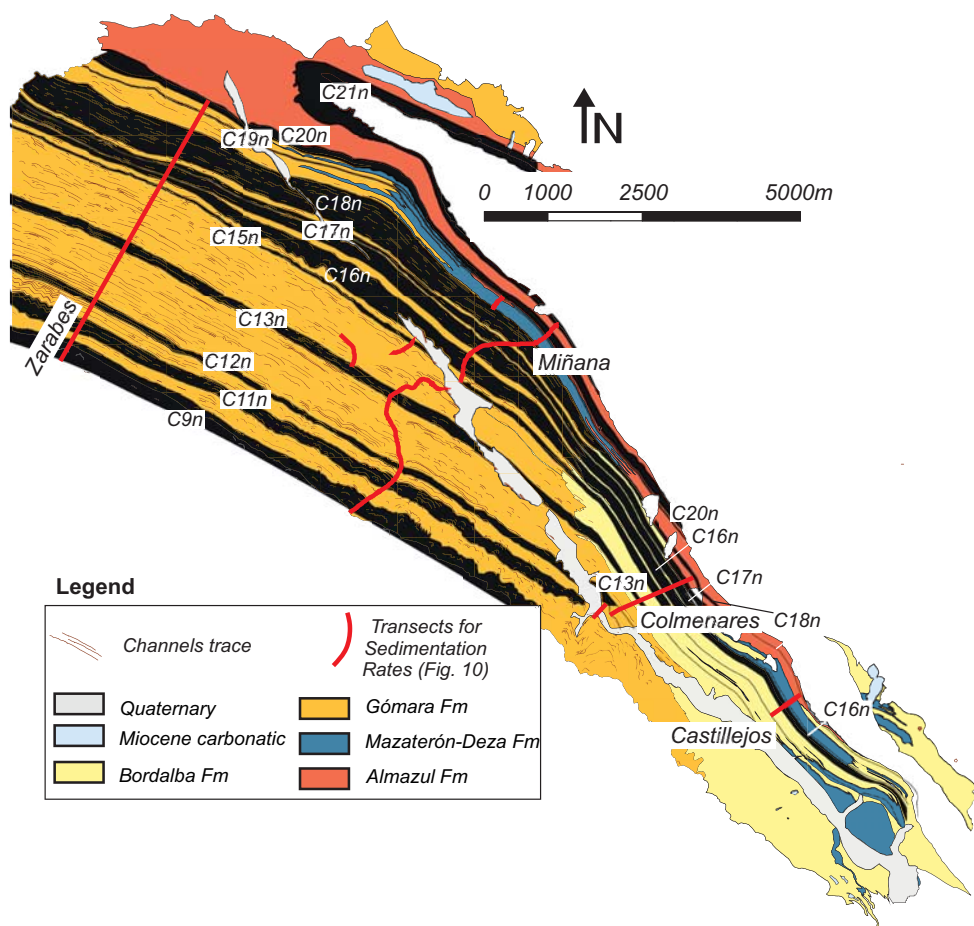 C21n
N
C19n
C20n
0 1000 2500 5000m
C18n
C17n
C15n
C16n
C13n
Zarabes
Miñana
C12n
C11n
C9n
C20n
C16n
C13n
C17n
Colmenares
C18n
C16n
Castillejos
Legend
Channels trace
Transects for
Sedimentation
Rates (Fig. 10)
Quaternary
Gómara Fm
Miocene carbonatic
Mazaterón-Deza Fm
Bordalba Fm
Almazul Fm